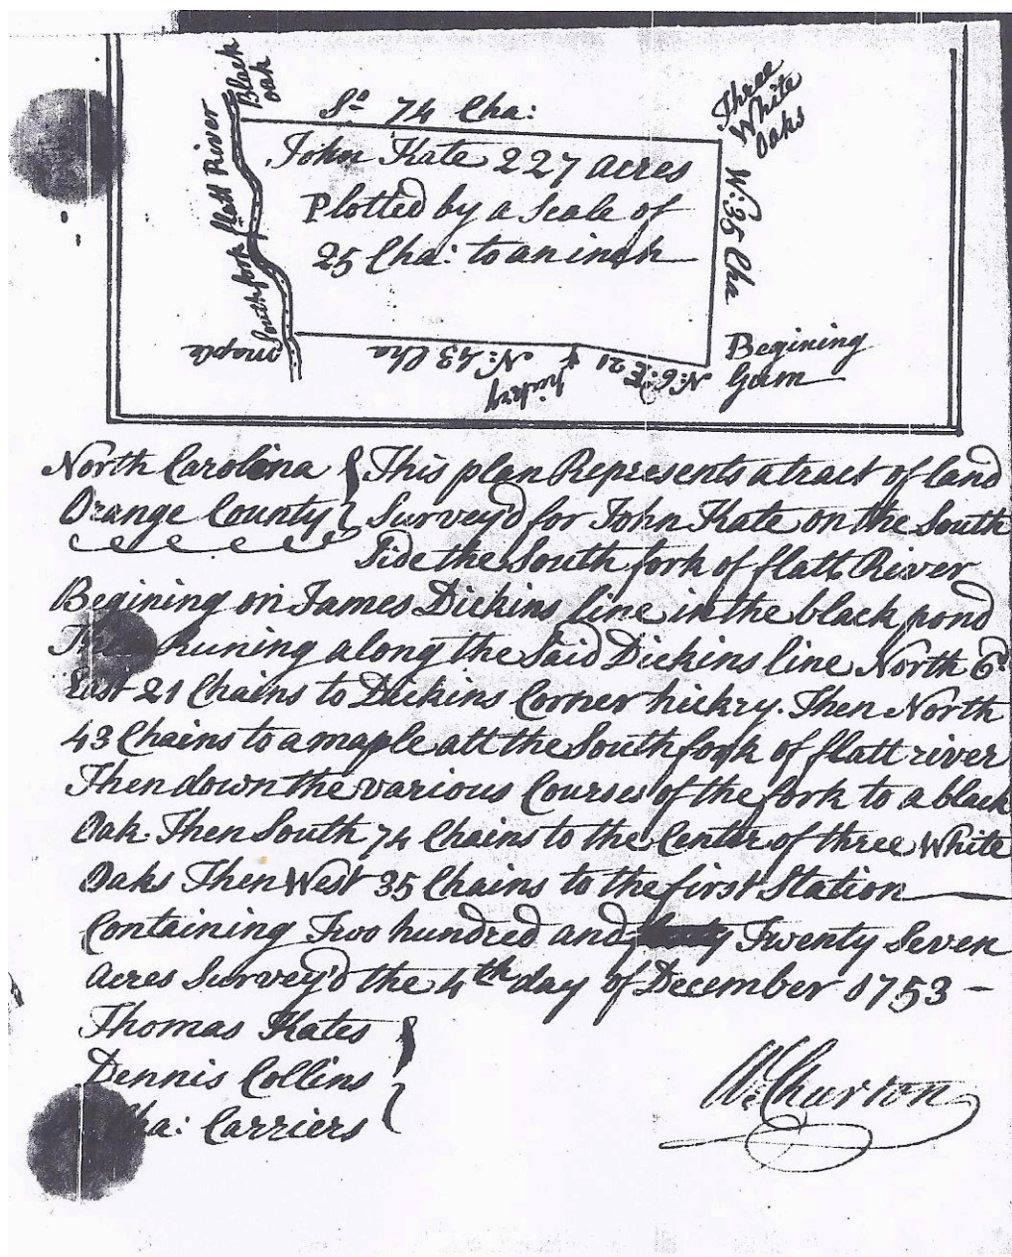 Black
oak
So 74 Cha:
Three
White
Oaks
John Kate 227 acres
Plotted by a Scale of
25 Cha: to an inch
South fork flatt River
W:35 Cha
maple
N:43 Cha
hickry
N:6:E 21
Begining
Gum
North Carolina { This plan Represents a tract of land
Orange County } Survey'd for John Kate on the South
Side the South fork of flatt River
Begining on James Dickins line in the black pond
Runing along the Said Dickins line North 6d
East 21 Chains to Dickins Corner hickry. Then North
43 Chains to a maple att the South fork of flatt river
Then down the various Courses of the fork to a black
Oak. Then South 74 Chains to the Center of three White
Oaks Then West 35 Chains to the first Station
Containing Two hundred and Twenty Seven
acres Survey'd the 4th day of December 1753 –
Thomas Kates
Dennis Collins
Cha: Carriers
W: Churton